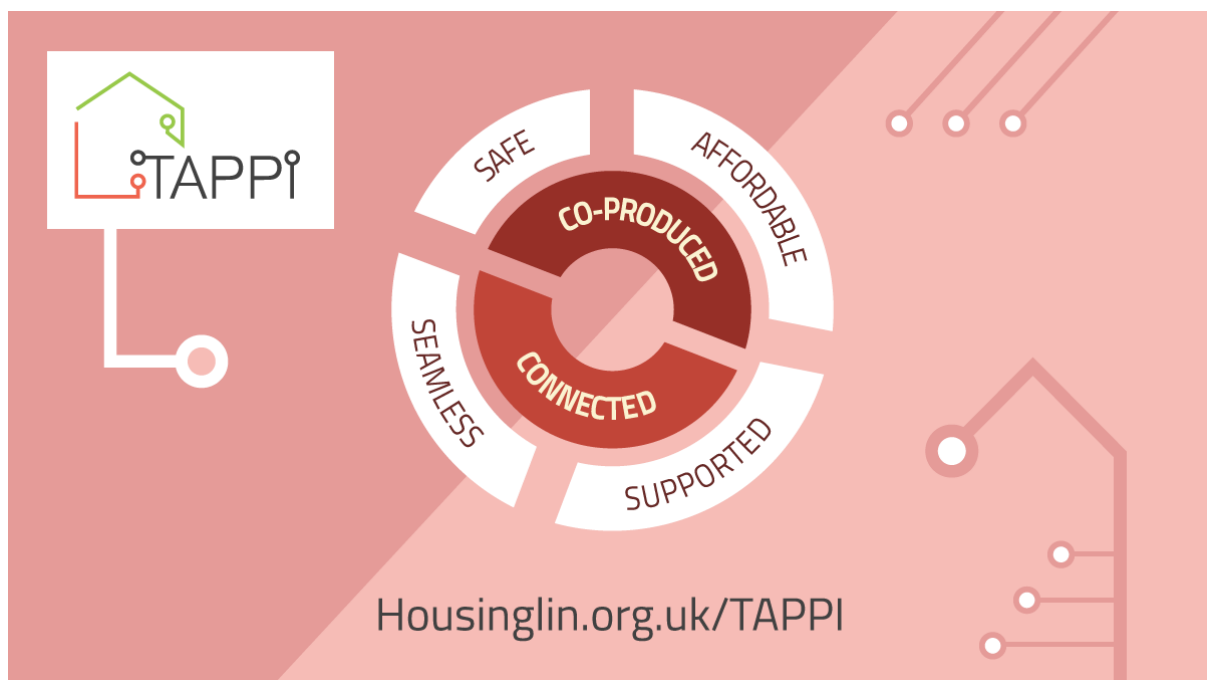 TAPPI
SAFE
AFFORDABLE
CO-PRODUCED
CONNECTED
SEAMLESS
SUPPORTED
Housinglin.org.uk/TAPPI